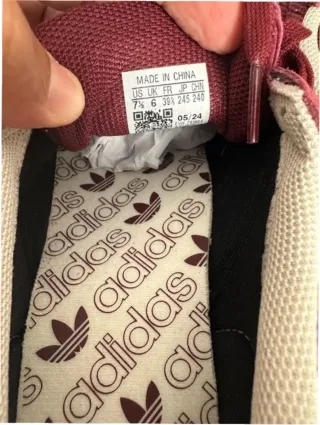 MADE IN CHINA
US UK FR JP CHN
7½ 6 39⅓ 245 240
05/24
adidas
adidas
adidas
adidas
adidas
adidas